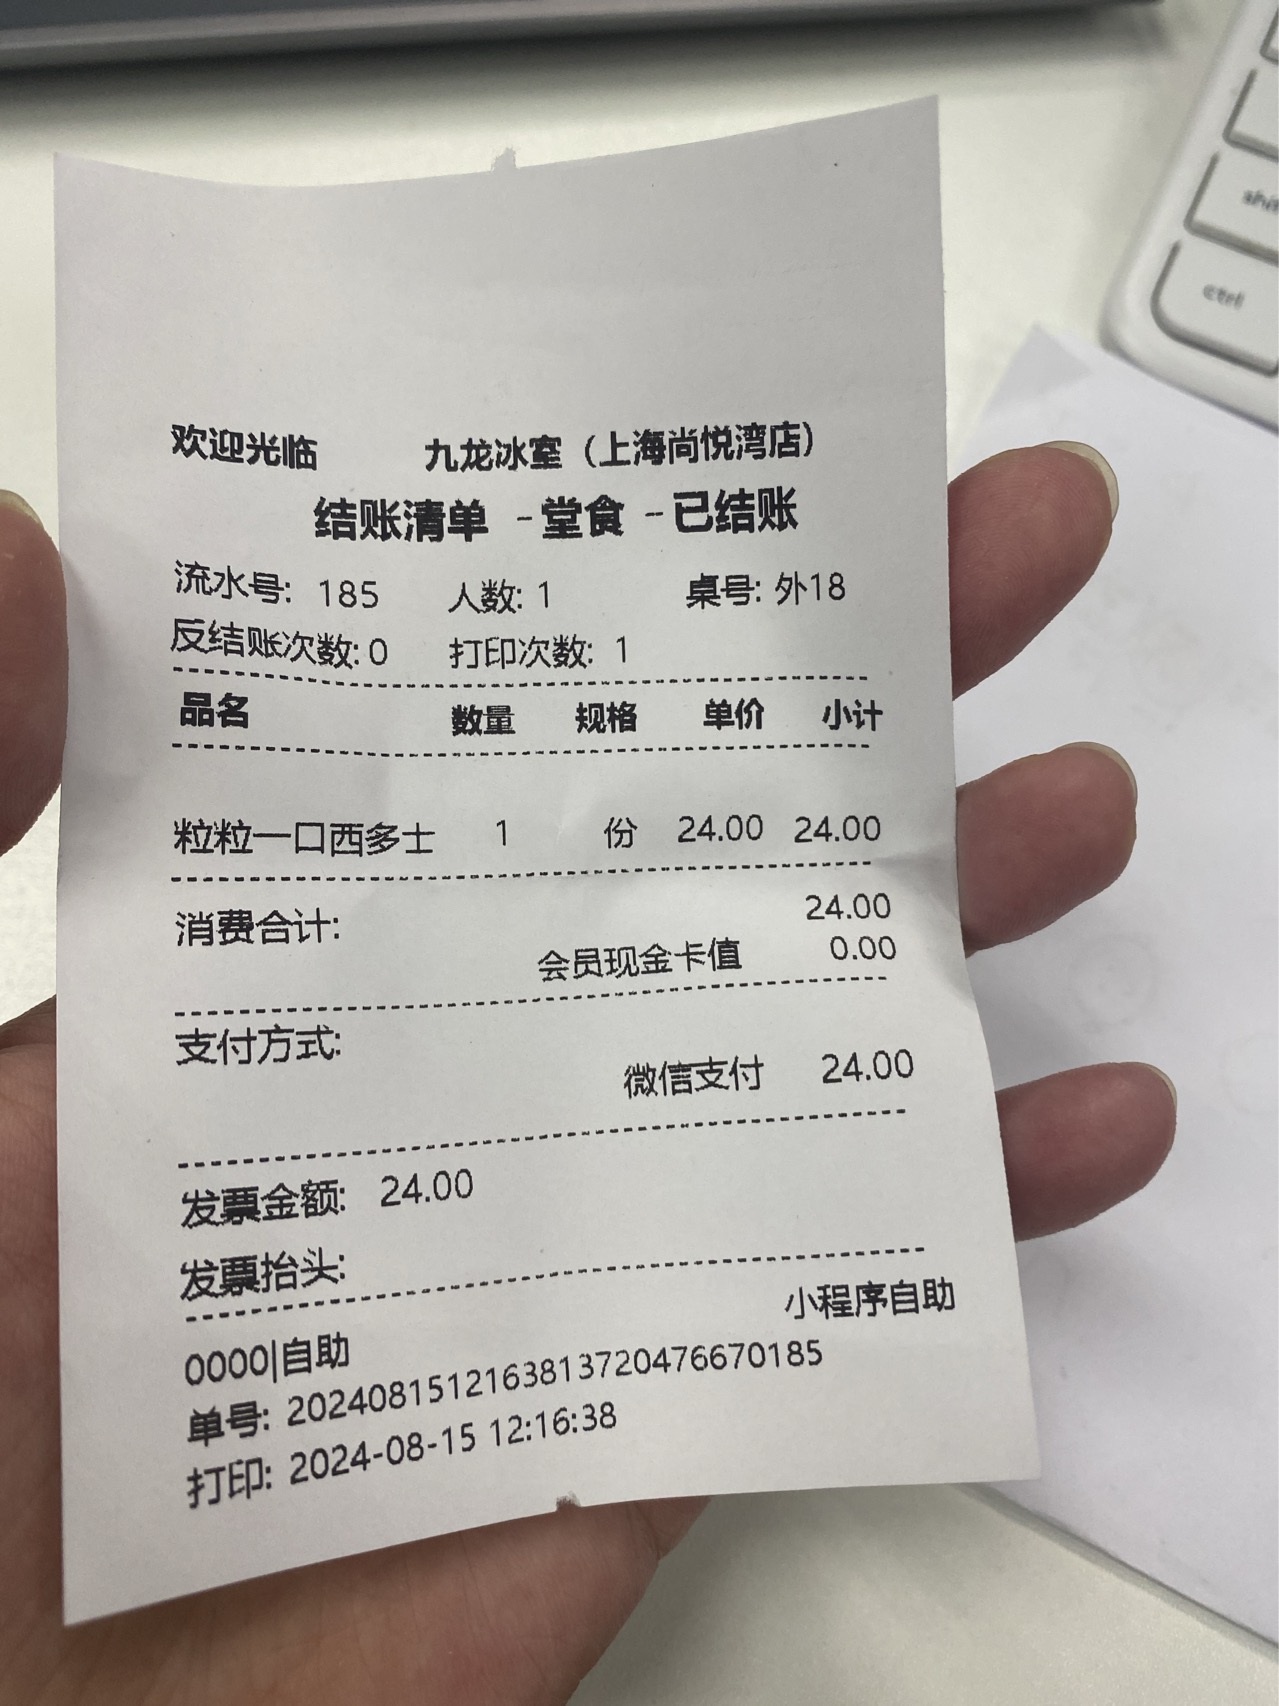 欢迎光临 九龙冰室（上海尚悦湾店）
结账清单 -堂食 -已结账
流水号: 185 人数: 1 桌号: 外18
反结账次数: 0 打印次数: 1
品名 数量 规格 单价 小计
粒粒一口西多士 1 份 24.00 24.00
消费合计: 24.00
会员现金卡值 0.00
支付方式:
微信支付 24.00
发票金额: 24.00
发票抬头:
小程序自助
0000|自助
单号: 20240815121638137204766​70185
打印: 2024-08-15 12:16:38
shift
ctrl